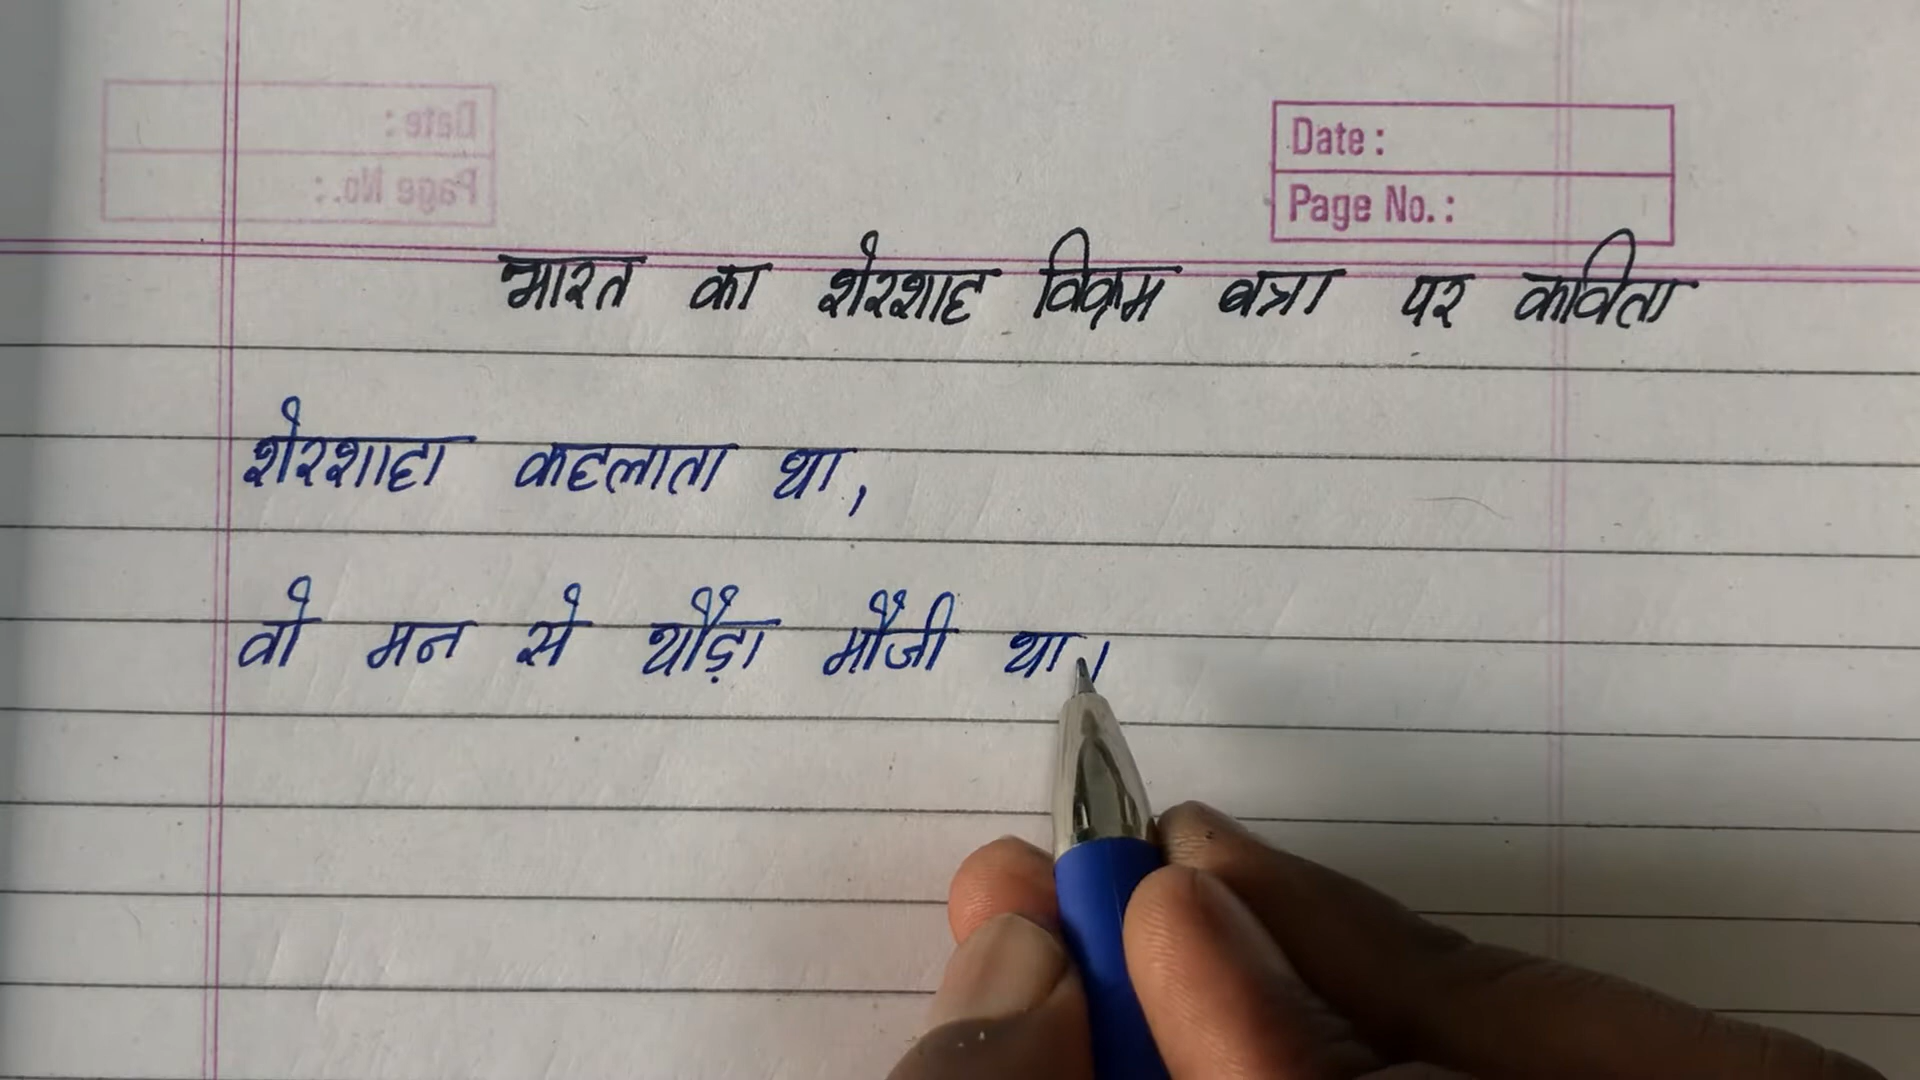 Date :
Page No. :
भारत का शेरशाह विक्रम बत्रा पर कविता
शेरशाहा कहलाता था,
वो मन से थौड़ा मौजी था।